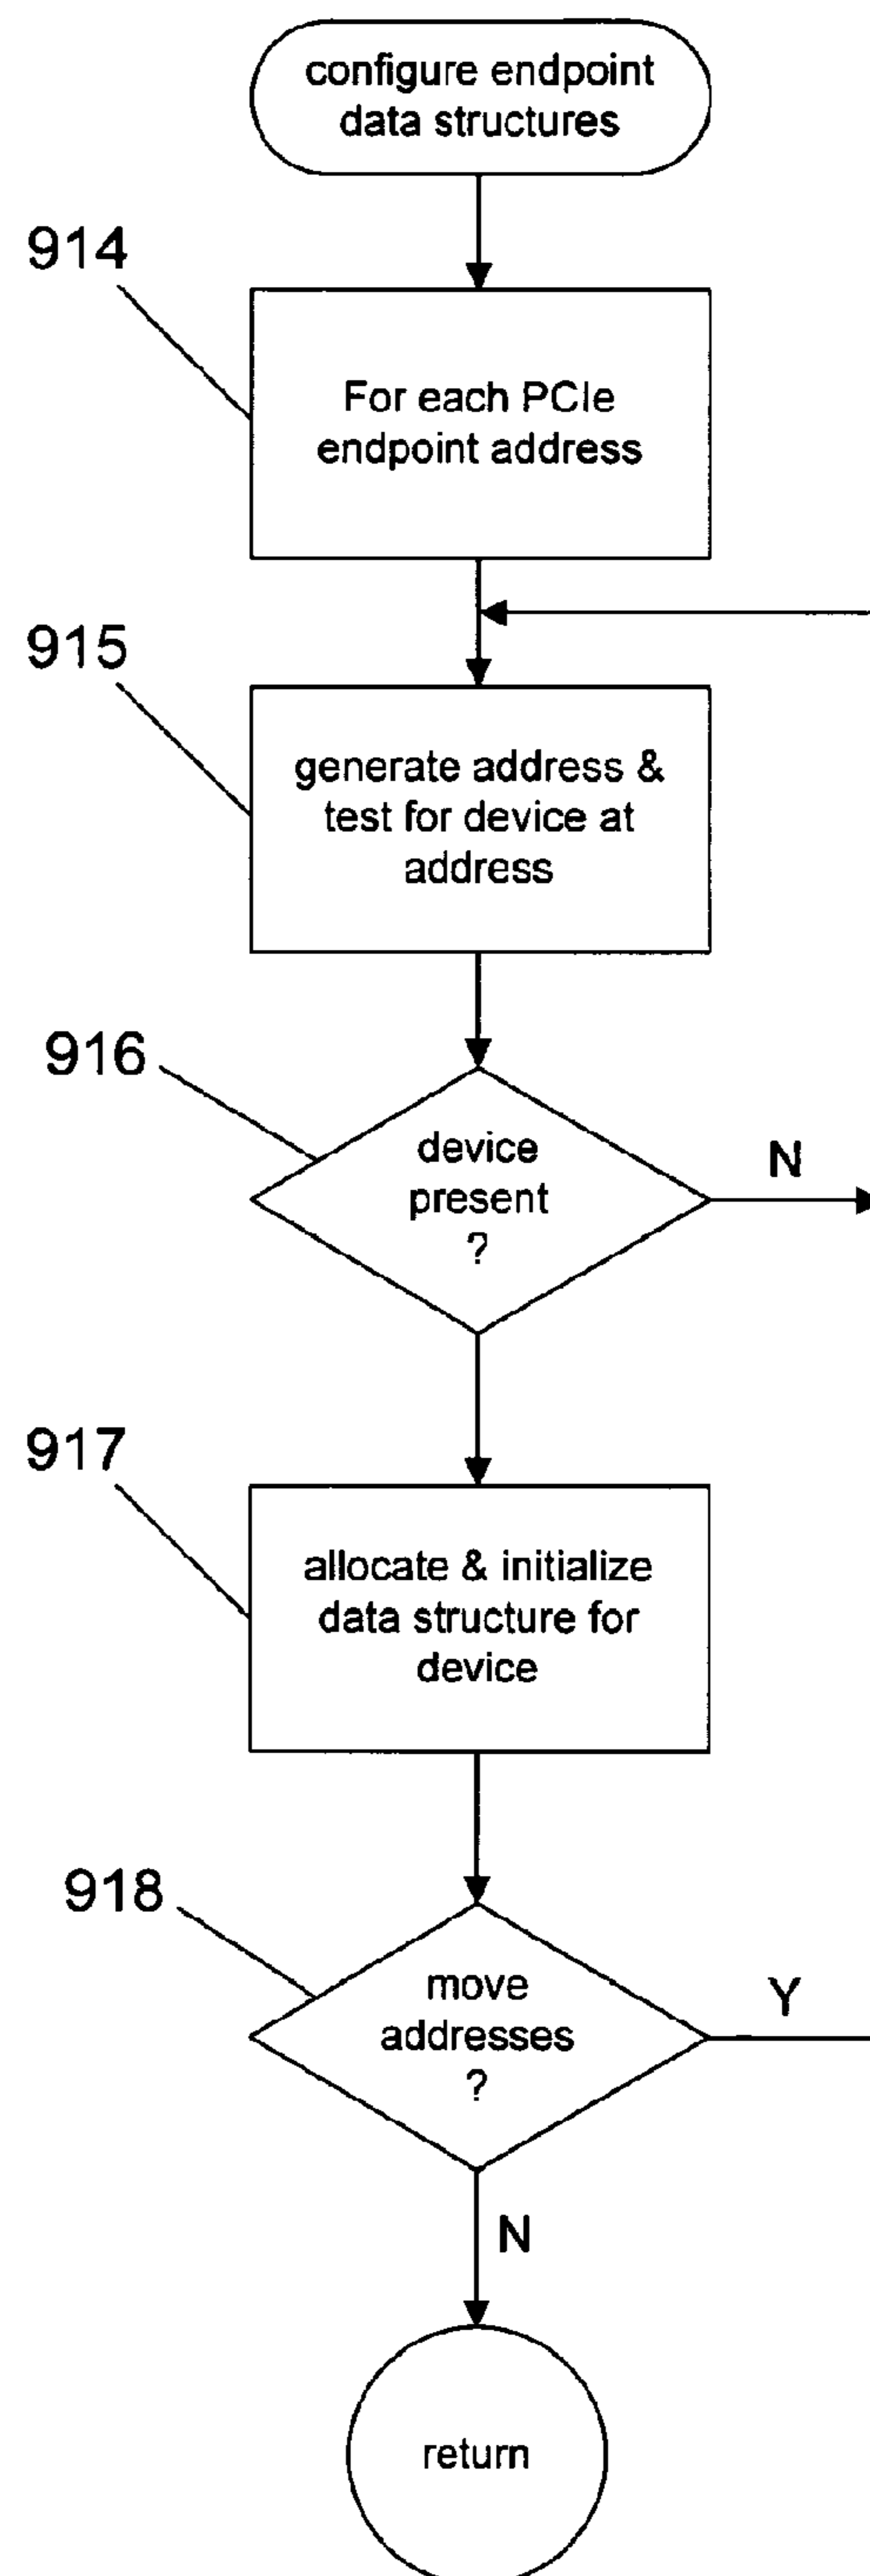 configure endpoint
data structures
914
For each PCIe
endpoint address
915
generate address &
test for device at
address
916
device
present
?
N
917
allocate & initialize
data structure for
device
918
move
addresses
?
Y
N
return